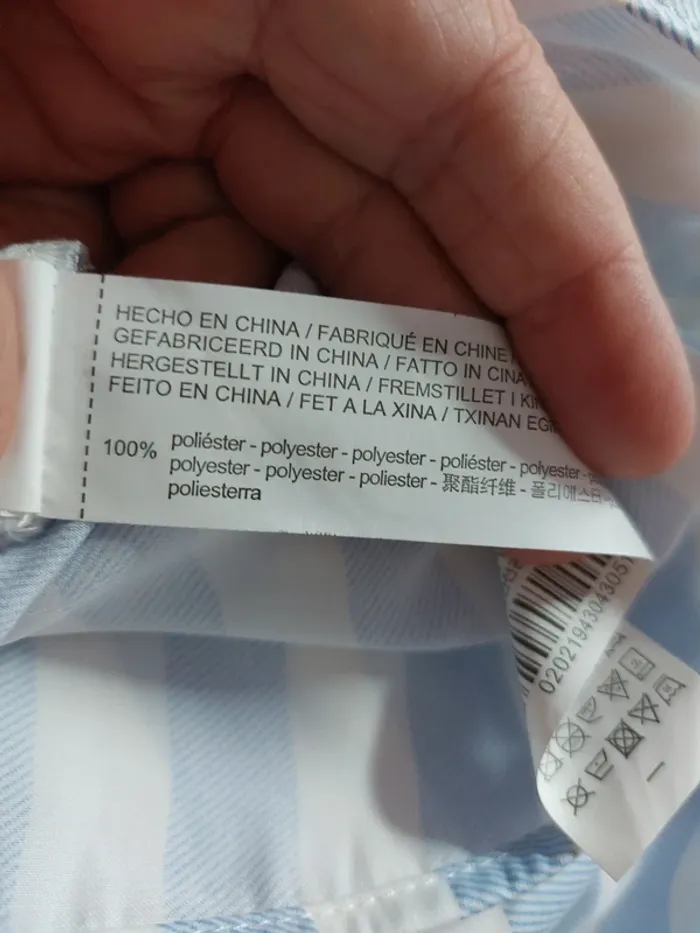 HECHO EN CHINA / FABRIQUÉ EN CHINE
GEFABRICEERD IN CHINA / FATTO IN CINA
HERGESTELLT IN CHINA / FREMSTILLET I
FEITO EN CHINA / FET A LA XINA / TXINAN
100% poliéster - polyester - polyester - poliéster - polyester -
polyester - polyester - poliester - 聚酯纤维 - 폴리에스터 -
poliesterra
0202194304305